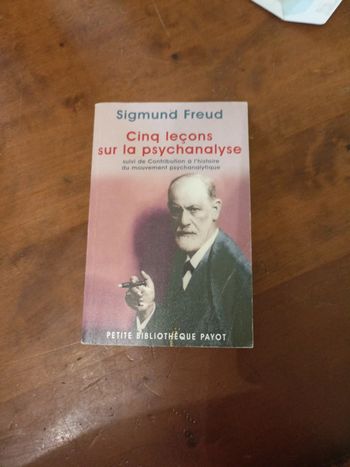 Sigmund Freud
Cinq leçons
sur la psychanalyse
suivi de Contribution à l'histoire
du mouvement psychanalytique
PETITE BIBLIOTHÈQUE PAYOT